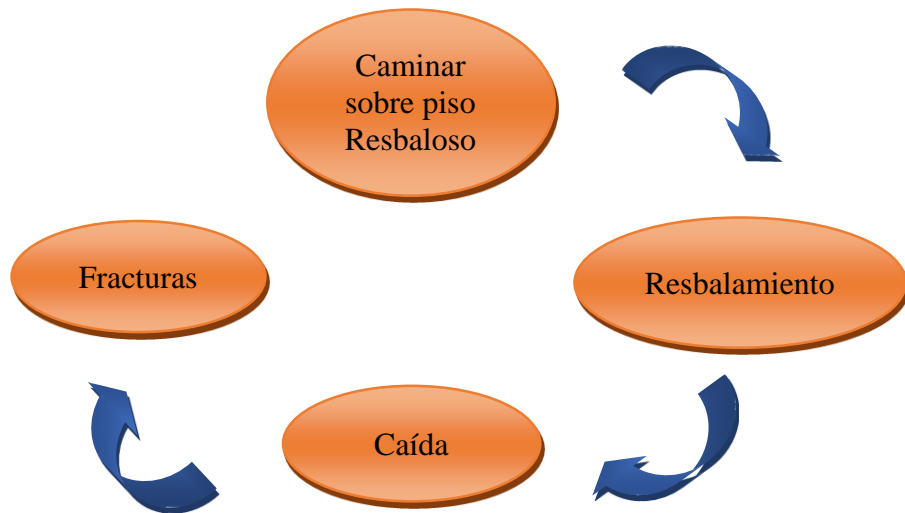 Caminar
sobre piso
Resbaloso
Fracturas
Resbalamiento
Caída